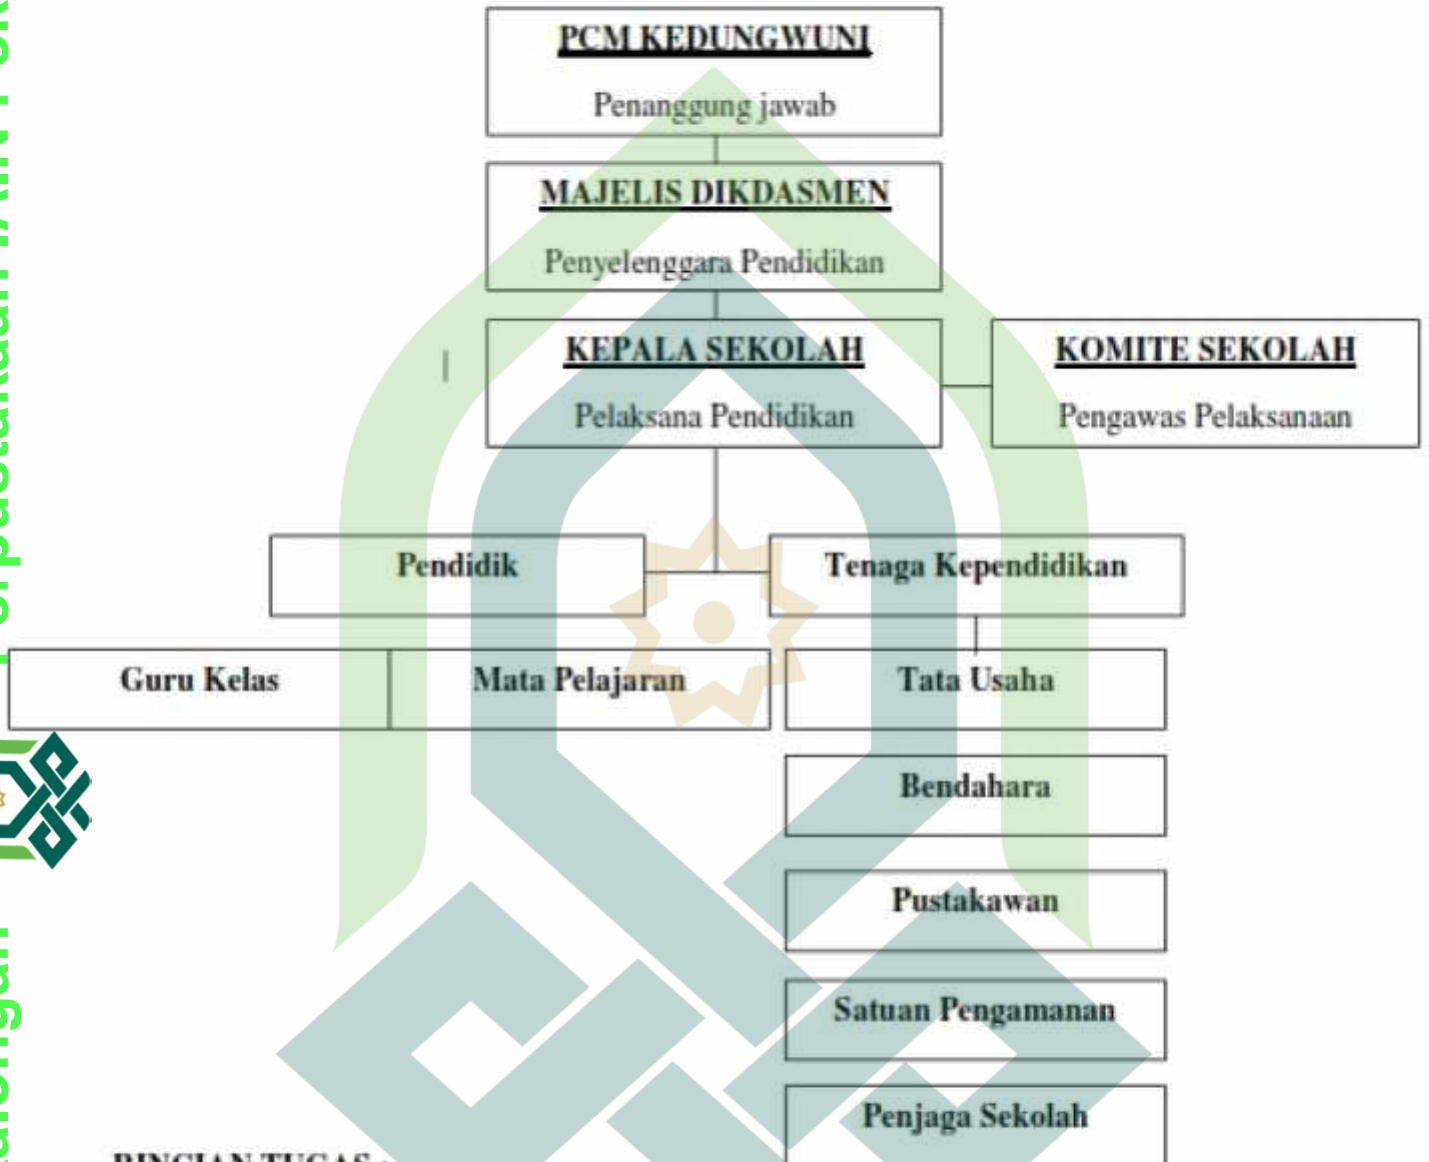 PCM KEDUNGWUNI
Penanggung jawab
MAJELIS DIKDASMEN
Penyelenggara Pendidikan
KEPALA SEKOLAH
Pelaksana Pendidikan
KOMITE SEKOLAH
Pengawas Pelaksanaan
Pendidik
Tenaga Kependidikan
Guru Kelas
Mata Pelajaran
Tata Usaha
Bendahara
Pustakawan
Satuan Pengamanan
Penjaga Sekolah